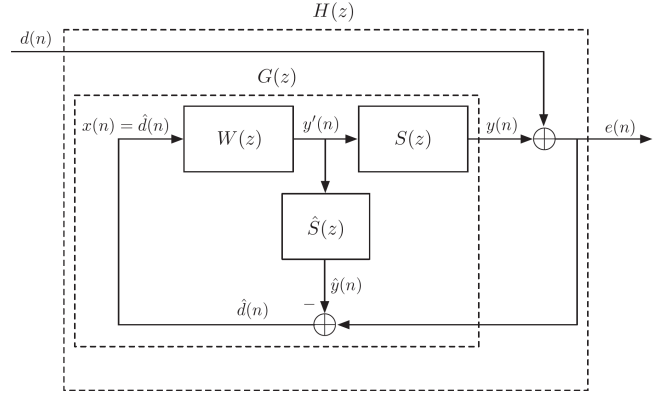 H(z)
d(n)
G(z)
x(n) = d̂(n)
W(z)
y′(n)
S(z)
y(n)
e(n)
Ŝ(z)
ŷ(n)
−
d̂(n)